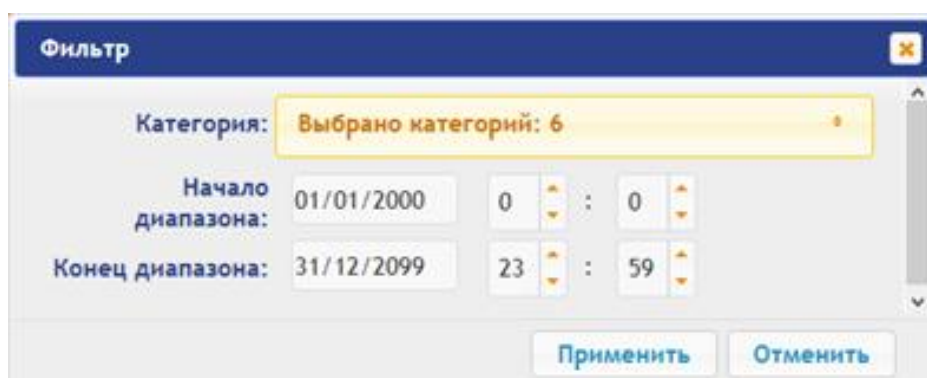 Фильтр
Категория: Выбрано категорий: 6
Начало
диапазона: 01/01/2000 0 : 0
Конец диапазона: 31/12/2099 23 : 59
Применить Отменить